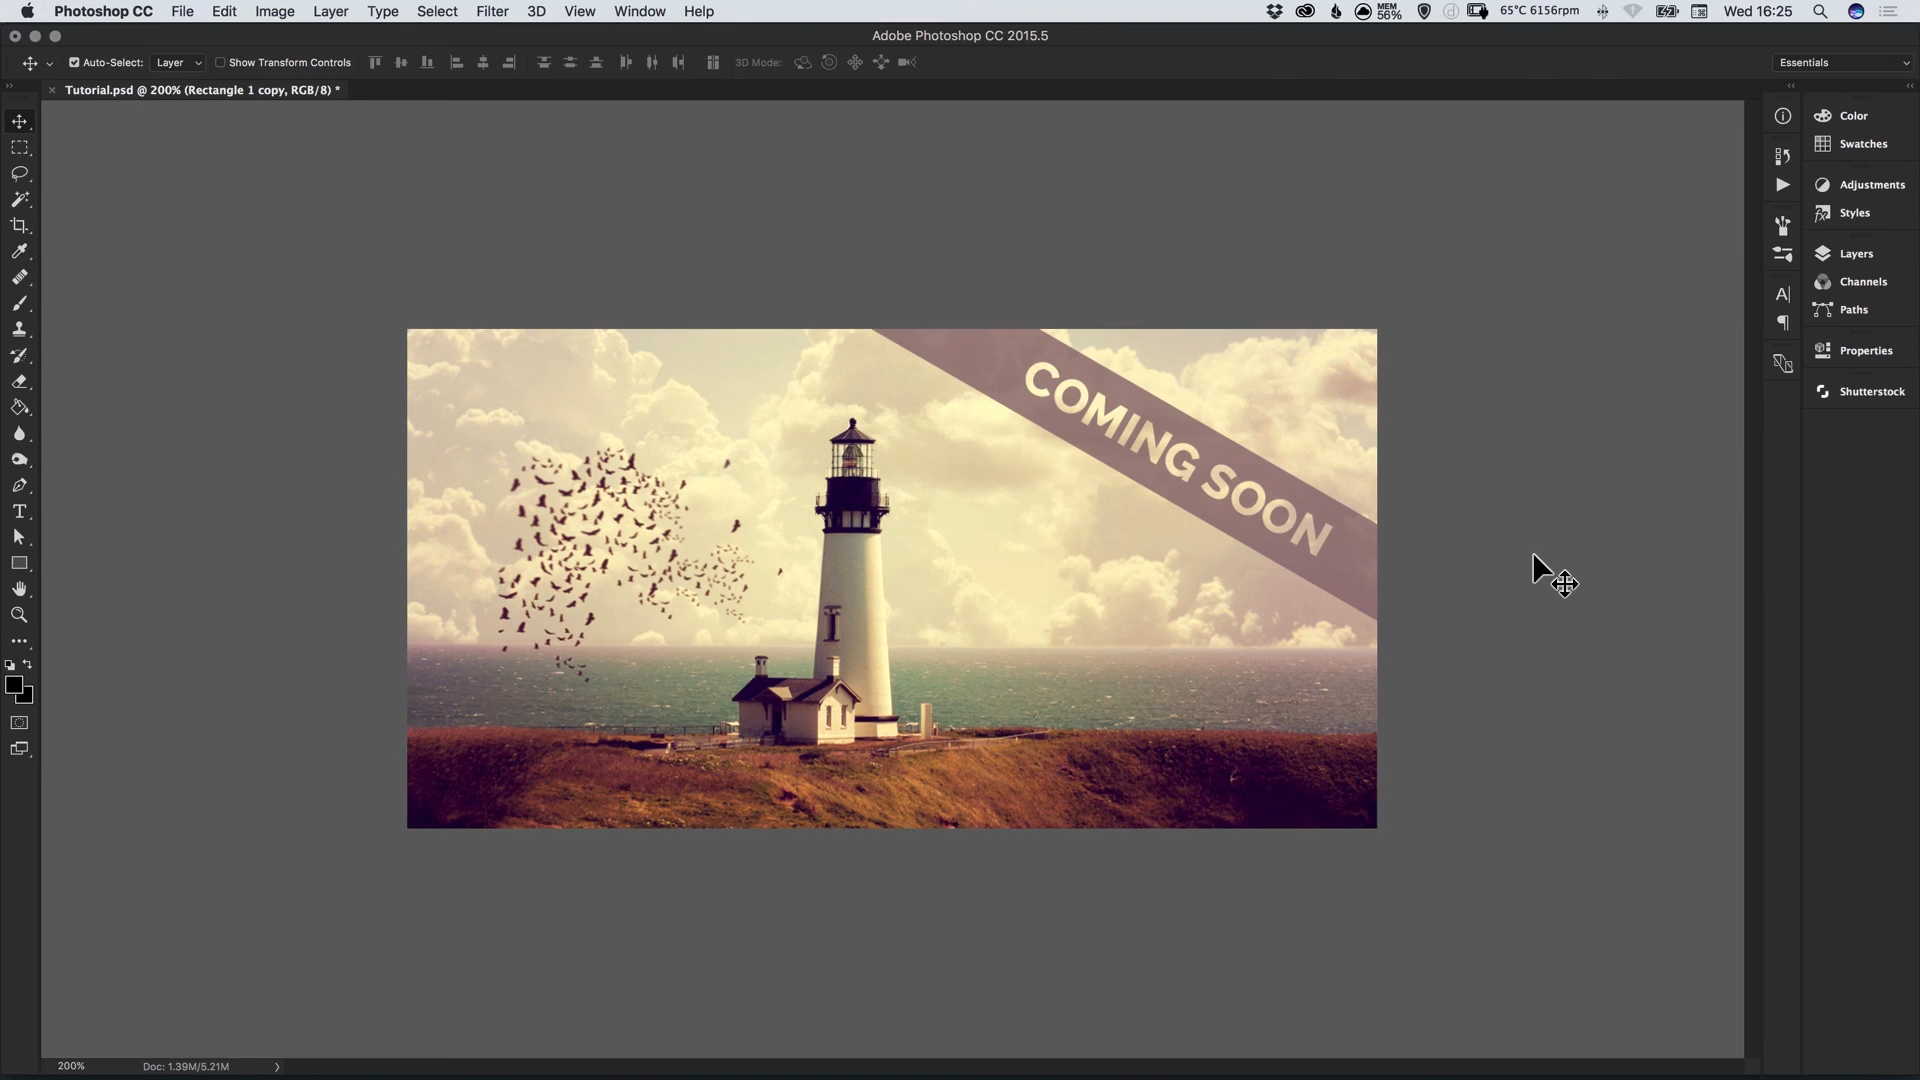 Photoshop CC File Edit Image Layer Type Select Filter 3D View Window Help MEM 56% 65°C 6156rpm Wed 16:25
Adobe Photoshop CC 2015.5
Auto-Select: Layer Show Transform Controls 3D Mode: Essentials
Tutorial.psd @ 200% (Rectangle 1 copy, RGB/8) *
Color
Swatches
Adjustments
Styles
Layers
Channels
Paths
Properties
Shutterstock
COMING SOON
200% Doc: 1.39M/5.21M